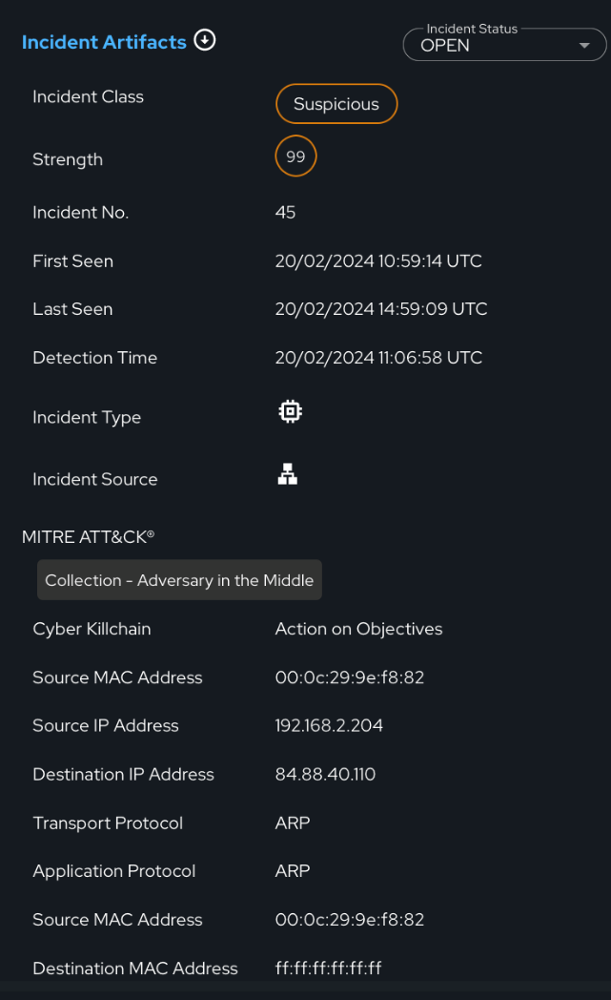 Incident Artifacts
Incident Status
OPEN
Incident Class Suspicious
Strength 99
Incident No. 45
First Seen 20/02/2024 10:59:14 UTC
Last Seen 20/02/2024 14:59:09 UTC
Detection Time 20/02/2024 11:06:58 UTC
Incident Type
Incident Source
MITRE ATT&CK®
Collection - Adversary in the Middle
Cyber Killchain Action on Objectives
Source MAC Address 00:0c:29:9e:f8:82
Source IP Address 192.168.2.204
Destination IP Address 84.88.40.110
Transport Protocol ARP
Application Protocol ARP
Source MAC Address 00:0c:29:9e:f8:82
Destination MAC Address ff:ff:ff:ff:ff:ff